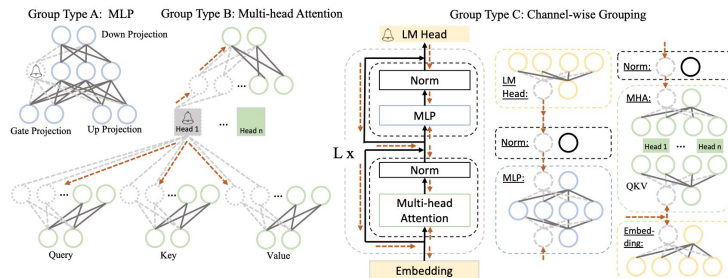 Group Type A: MLP
Group Type B: Multi-head Attention
Group Type C: Channel-wise Grouping
Down Projection
Gate Projection
Up Projection
Head 1
...
Head n
...
...
...
...
Query
Key
Value
LM Head
Norm
MLP
L x
Norm
Multi-head
Attention
Embedding
LM
Head:
Norm:
MLP:
Norm:
MHA:
Head 1
...
Head n
QKV
Embed-
ding: